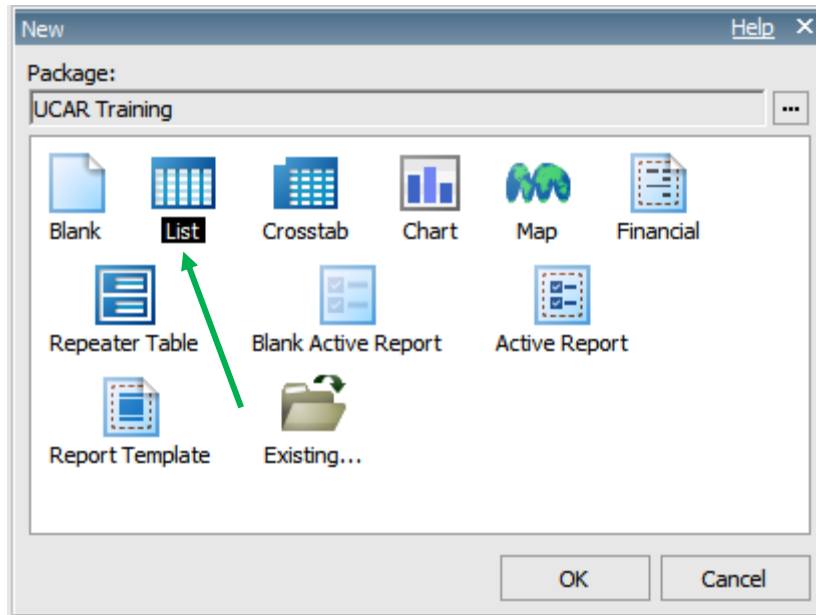 New Help
Package:
UCAR Training
...
Blank List Crosstab Chart Map Financial
Repeater Table Blank Active Report Active Report
Report Template Existing...
OK Cancel